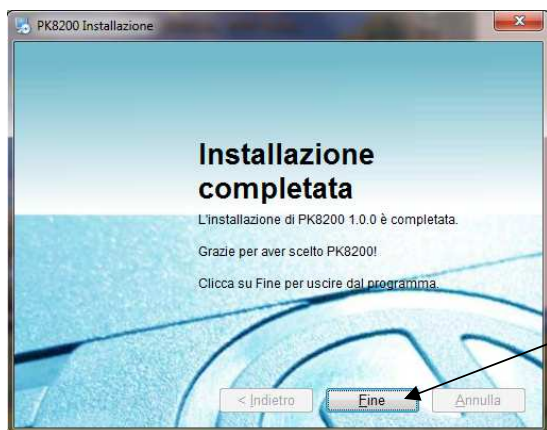 PK8200 Installazione
Installazione
completata
L'installazione di PK8200 1.0.0 è completata.
Grazie per aver scelto PK8200!
Clicca su Fine per uscire dal programma.
< Indietro Fine Annulla